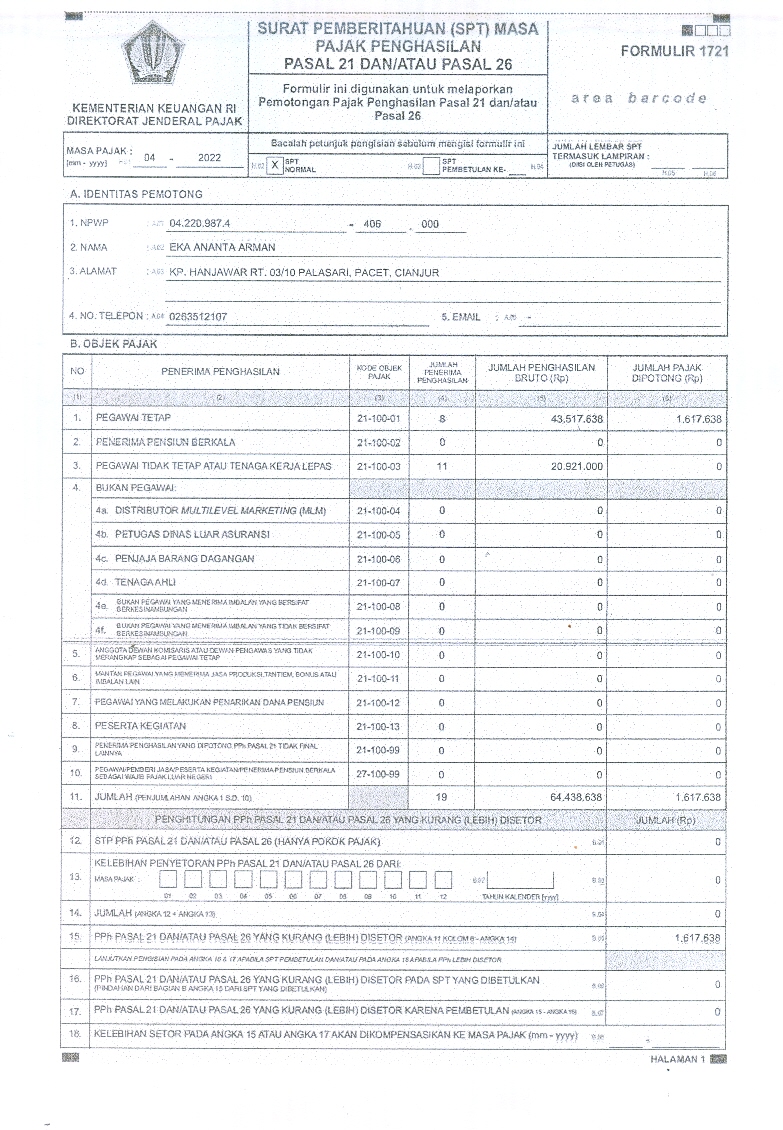 SURAT PEMBERITAHUAN (SPT) MASA
PAJAK PENGHASILAN
PASAL 21 DAN/ATAU PASAL 26
FORMULIR 1721
Formulir ini digunakan untuk melaporkan
Pemotongan Pajak Penghasilan Pasal 21 dan/atau
Pasal 26
area barcode
KEMENTERIAN KEUANGAN RI
DIREKTORAT JENDERAL PAJAK
Bacalah petunjuk pengisian sebelum mengisi formulir ini
MASA PAJAK :
[mm - yyyy] 04 - 2022
H.02 X SPT NORMAL H.03 SPT PEMBETULAN KE- H.04
JUMLAH LEMBAR SPT
TERMASUK LAMPIRAN :
(DIISI OLEH PETUGAS) H.05 H.06
A. IDENTITAS PEMOTONG
1. NPWP : A.01 04.220.987.4 - 406 . 000
2. NAMA : A.02 EKA ANANTA ARMAN
3. ALAMAT : A.03 KP. HANJAWAR RT. 03/10 PALASARI, PACET, CIANJUR
4. NO. TELEPON : A.04 0263512107 5. EMAIL : A.05 -
B. OBJEK PAJAK
NO PENERIMA PENGHASILAN KODE OBJEK PAJAK JUMLAH PENERIMA PENGHASILAN JUMLAH PENGHASILAN BRUTO (Rp) JUMLAH PAJAK DIPOTONG (Rp)
(1) (2) (3) (4) (5) (6)
1. PEGAWAI TETAP 21-100-01 8 43.517.638 1.617.638
2. PENERIMA PENSIUN BERKALA 21-100-02 0 0 0
3. PEGAWAI TIDAK TETAP ATAU TENAGA KERJA LEPAS 21-100-03 11 20.921.000 0
4. BUKAN PEGAWAI:
4a. DISTRIBUTOR MULTILEVEL MARKETING (MLM) 21-100-04 0 0 0
4b. PETUGAS DINAS LUAR ASURANSI 21-100-05 0 0 0
4c. PENJAJA BARANG DAGANGAN 21-100-06 0 0 0
4d. TENAGA AHLI 21-100-07 0 0 0
4e. BUKAN PEGAWAI YANG MENERIMA IMBALAN YANG BERSIFAT BERKESINAMBUNGAN 21-100-08 0 0 0
4f. BUKAN PEGAWAI YANG MENERIMA IMBALAN YANG TIDAK BERSIFAT BERKESINAMBUNGAN 21-100-09 0 0 0
5. ANGGOTA DEWAN KOMISARIS ATAU DEWAN PENGAWAS YANG TIDAK MERANGKAP SEBAGAI PEGAWAI TETAP 21-100-10 0 0 0
6. MANTAN PEGAWAI YANG MENERIMA JASA PRODUKSI, TANTIEM, BONUS ATAU IMBALAN LAIN 21-100-11 0 0 0
7. PEGAWAI YANG MELAKUKAN PENARIKAN DANA PENSIUN 21-100-12 0 0 0
8. PESERTA KEGIATAN 21-100-13 0 0 0
9. PENERIMA PENGHASILAN YANG DIPOTONG PPh PASAL 21 TIDAK FINAL LAINNYA 21-100-99 0 0 0
10. PEGAWAI/PEMBERI JASA/PESERTA KEGIATAN/PENERIMA PENSIUN BERKALA SEBAGAI WAJIB PAJAK LUAR NEGERI 27-100-99 0 0 0
11. JUMLAH (PENJUMLAHAN ANGKA 1 S.D. 10) 19 64.438.638 1.617.638
PENGHITUNGAN PPh PASAL 21 DAN/ATAU PASAL 26 YANG KURANG (LEBIH) DISETOR JUMLAH (Rp)
12. STP PPh PASAL 21 DAN/ATAU PASAL 26 (HANYA POKOK PAJAK) 0
13. KELEBIHAN PENYETORAN PPh PASAL 21 DAN/ATAU PASAL 26 DARI:
MASA PAJAK : 0
01 02 03 04 05 06 07 08 09 10 11 12 TAHUN KALENDER [yyyy]
14. JUMLAH (ANGKA 12 + ANGKA 13) 0
15. PPh PASAL 21 DAN/ATAU PASAL 26 YANG KURANG (LEBIH) DISETOR (ANGKA 11 KOLOM 6 - ANGKA 14) 1.617.638
LANJUTKAN PENGISIAN PADA ANGKA 16 & 17 APABILA SPT PEMBETULAN DAN/ATAU PADA ANGKA 18 APABILA PPh LEBIH DISETOR
16. PPh PASAL 21 DAN/ATAU PASAL 26 YANG KURANG (LEBIH) DISETOR PADA SPT YANG DIBETULKAN
(PINDAHAN DARI BAGIAN B ANGKA 15 DARI SPT YANG DIBETULKAN) 0
17. PPh PASAL 21 DAN/ATAU PASAL 26 YANG KURANG (LEBIH) DISETOR KARENA PEMBETULAN (ANGKA 15 - ANGKA 16) 0
18. KELEBIHAN SETOR PADA ANGKA 15 ATAU ANGKA 17 AKAN DIKOMPENSASIKAN KE MASA PAJAK (mm - yyyy) -
HALAMAN 1